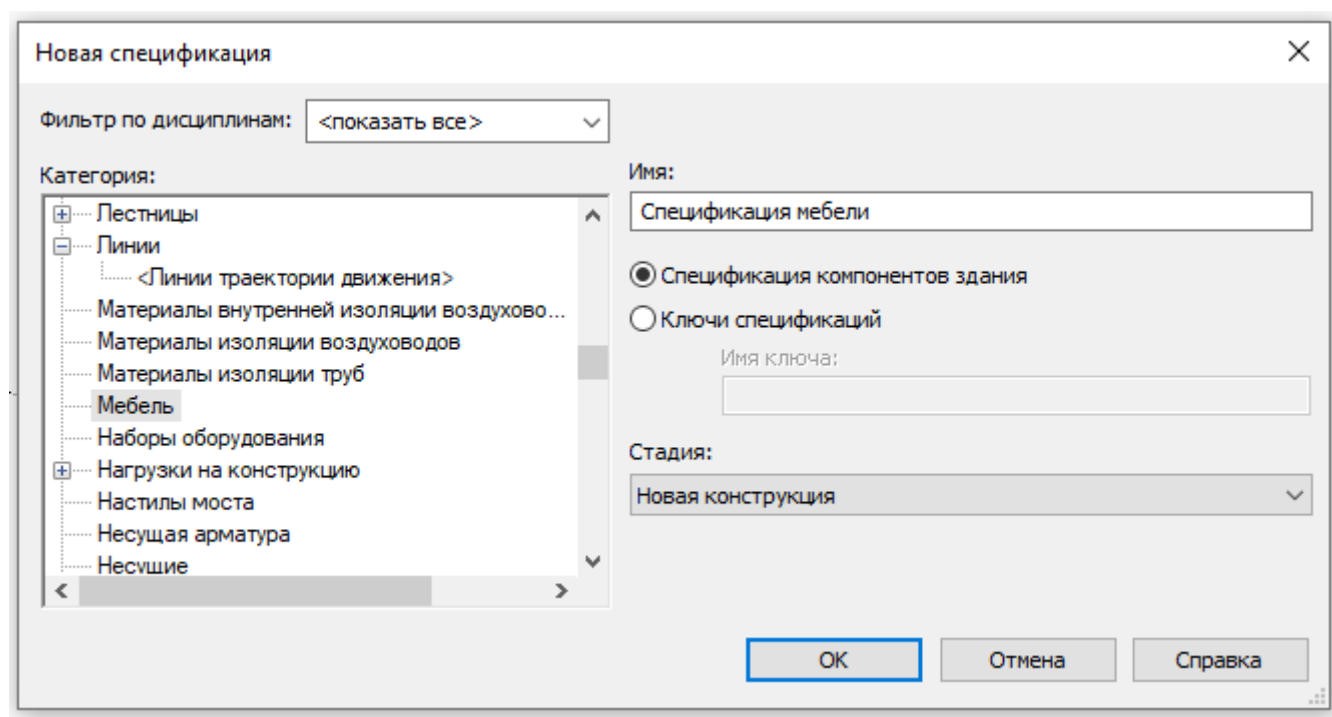 Новая спецификация
Фильтр по дисциплинам: <показать все>
Категория:
Лестницы
Линии
<Линии траектории движения>
Материалы внутренней изоляции воздухово...
Материалы изоляции воздуховодов
Материалы изоляции труб
Мебель
Наборы оборудования
Нагрузки на конструкцию
Настилы моста
Несущая арматура
Несущие
Имя:
Спецификация мебели
Спецификация компонентов здания
Ключи спецификаций
Имя ключа:
Стадия:
Новая конструкция
OK Отмена Справка